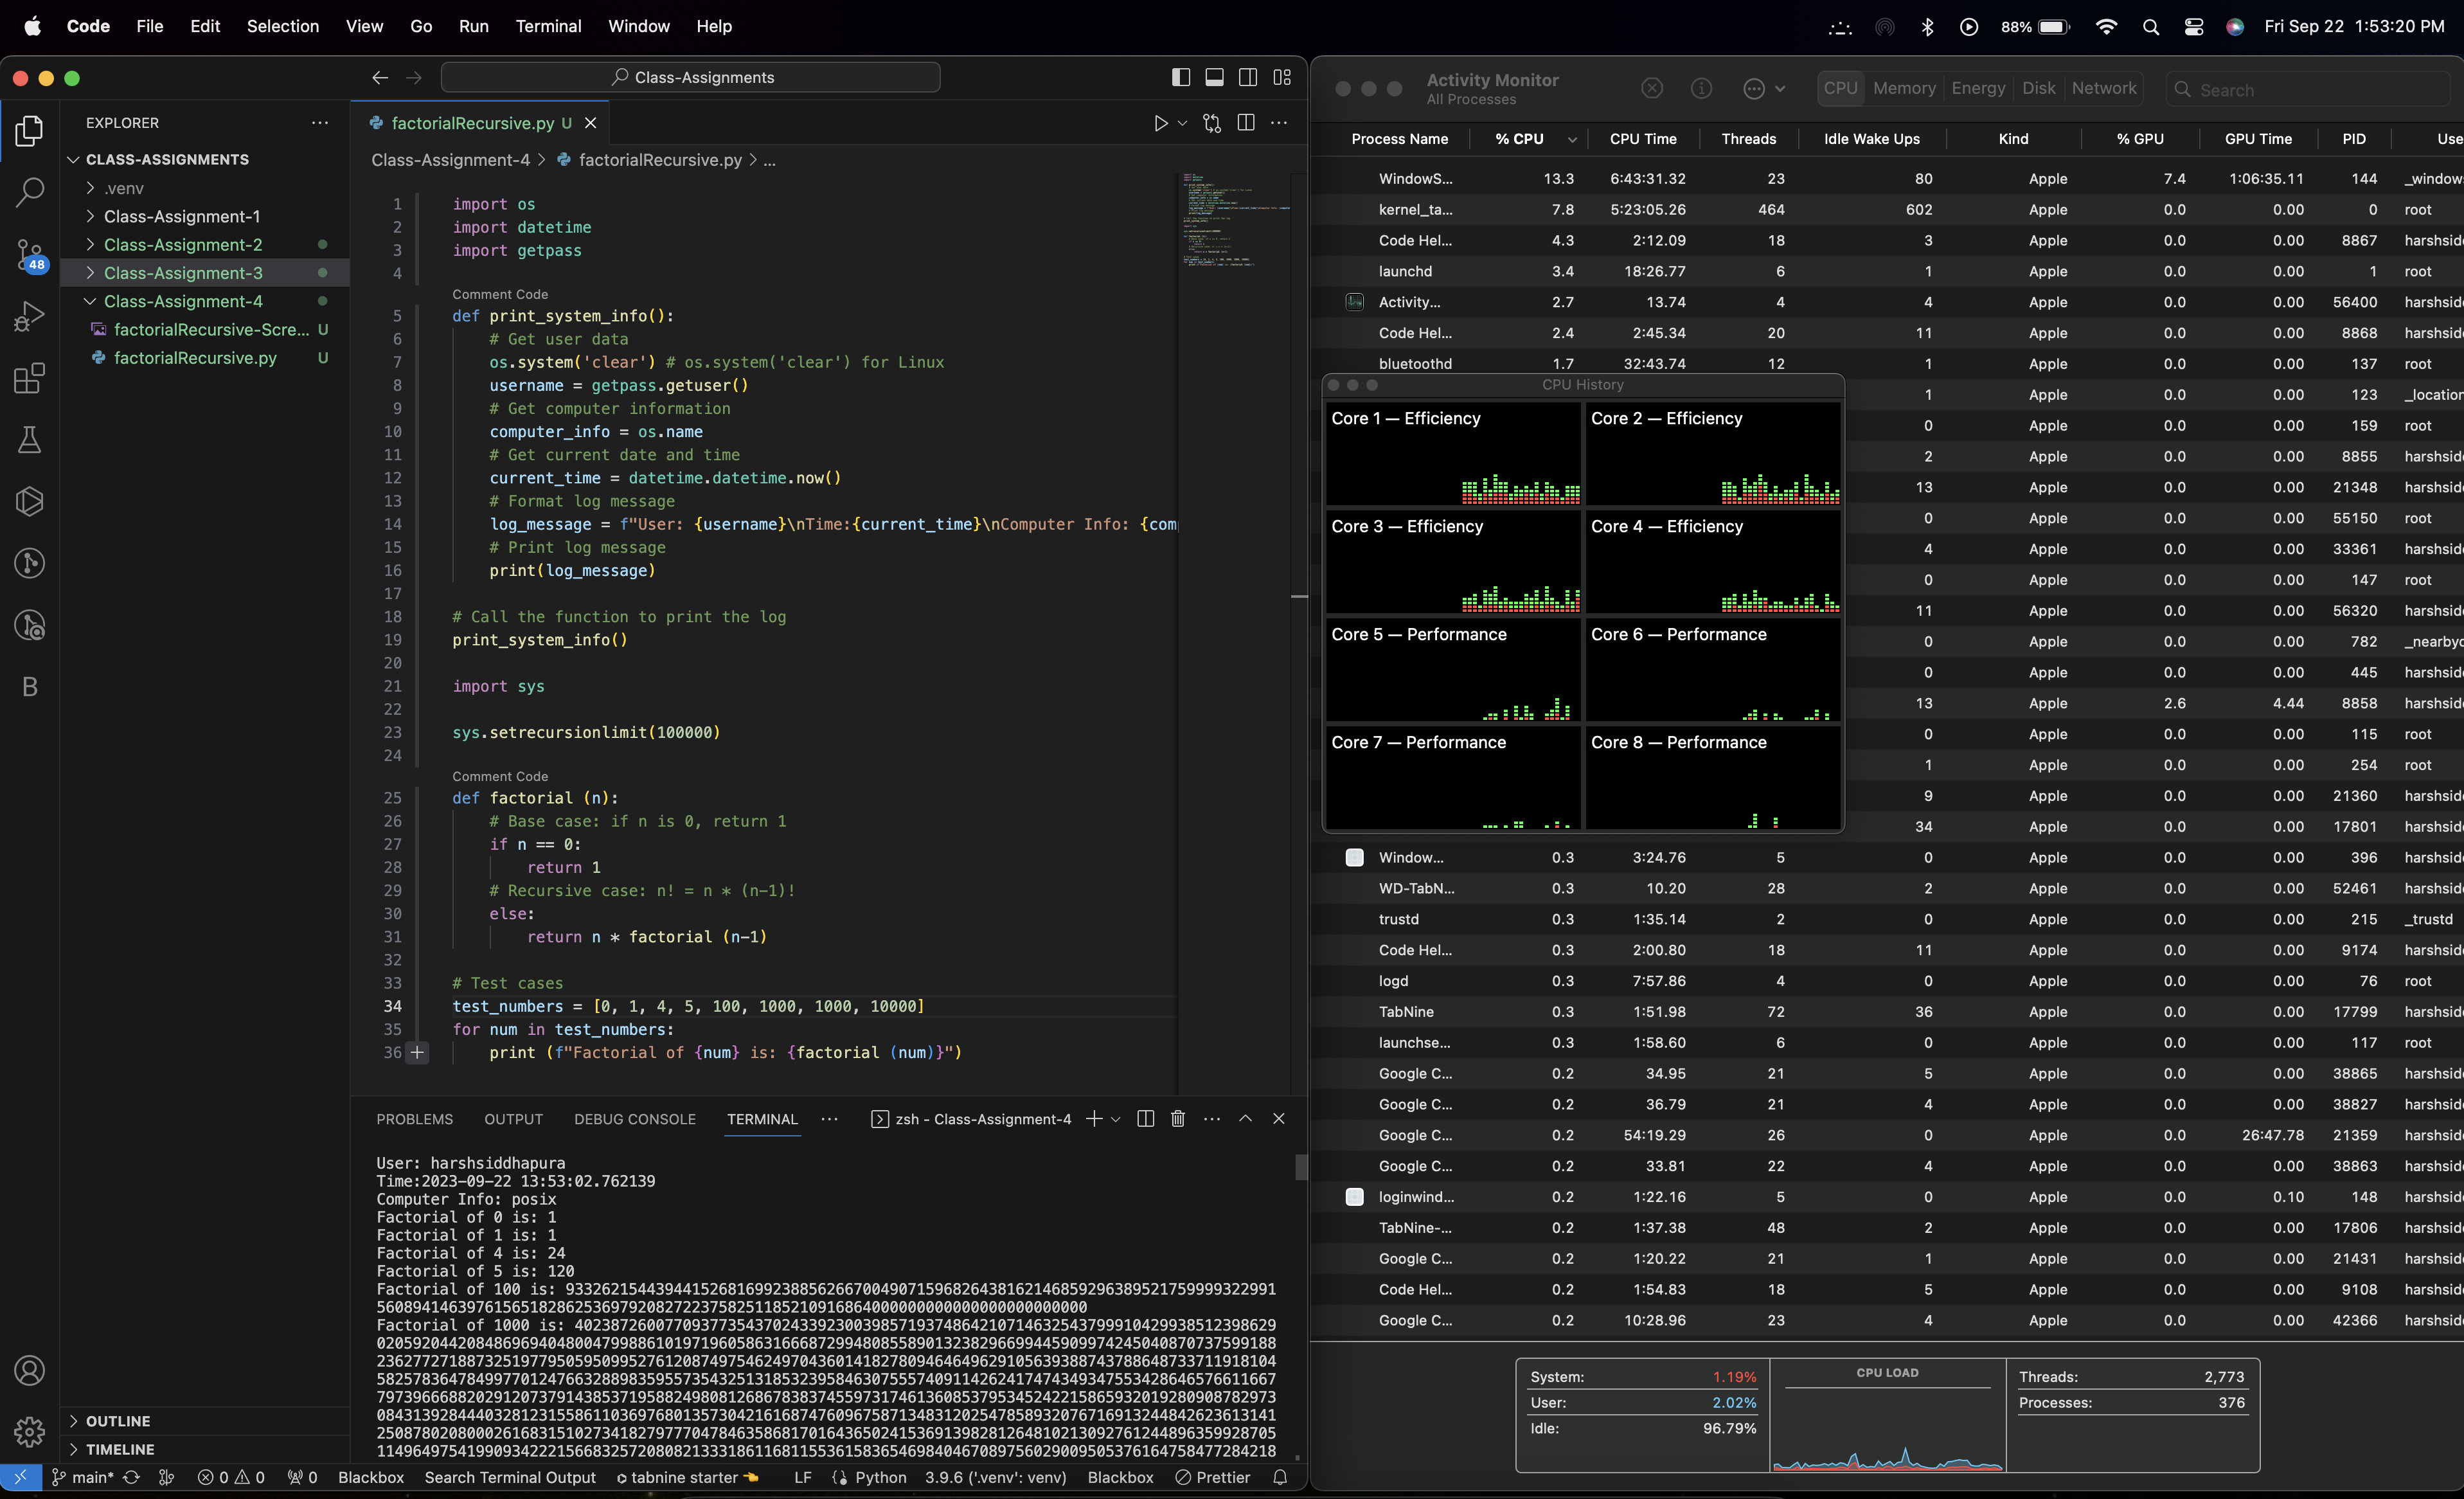 Code File Edit Selection View Go Run Terminal Window Help
88%
Fri Sep 22 1:53:20 PM
Class-Assignments
EXPLORER
CLASS-ASSIGNMENTS
.venv
Class-Assignment-1
Class-Assignment-2
Class-Assignment-3
Class-Assignment-4
factorialRecursive-Scre... U
factorialRecursive.py U
48
B
OUTLINE
TIMELINE
factorialRecursive.py U
Class-Assignment-4 > factorialRecursive.py > ...
1 import os
2 import datetime
3 import getpass
4
Comment Code
5 def print_system_info():
6 # Get user data
7 os.system('clear') # os.system('clear') for Linux
8 username = getpass.getuser()
9 # Get computer information
10 computer_info = os.name
11 # Get current date and time
12 current_time = datetime.datetime.now()
13 # Format log message
14 log_message = f"User: {username}\nTime:{current_time}\nComputer Info: {com
15 # Print log message
16 print(log_message)
17
18 # Call the function to print the log
19 print_system_info()
20
21 import sys
22
23 sys.setrecursionlimit(100000)
24
Comment Code
25 def factorial (n):
26 # Base case: if n is 0, return 1
27 if n == 0:
28 return 1
29 # Recursive case: n! = n * (n-1)!
30 else:
31 return n * factorial (n-1)
32
33 # Test cases
34 test_numbers = [0, 1, 4, 5, 100, 1000, 1000, 10000]
35 for num in test_numbers:
36 print (f"Factorial of {num} is: {factorial (num)}")
PROBLEMS OUTPUT DEBUG CONSOLE TERMINAL
zsh - Class-Assignment-4
User: harshsiddhapura
Time:2023-09-22 13:53:02.762139
Computer Info: posix
Factorial of 0 is: 1
Factorial of 1 is: 1
Factorial of 4 is: 24
Factorial of 5 is: 120
Factorial of 100 is: 93326215443944152681699238856266700490715968264381621468592963895217599993229915608941463976156518286253697920827223758251185210916864000000000000000000000000
Factorial of 1000 is:
main* 0 0 0 Blackbox Search Terminal Output tabnine starter LF Python 3.9.6 ('.venv': venv) Blackbox Prettier
Activity Monitor
All Processes
CPU Memory Energy Disk Network
Search
Process Name % CPU CPU Time Threads Idle Wake Ups Kind % GPU GPU Time PID Use
WindowS... 13.3 6:43:31.32 23 80 Apple 7.4 1:06:35.11 144 _window
kernel_ta... 7.8 5:23:05.26 464 602 Apple 0.0 0.00 0 root
Code Hel... 4.3 2:12.09 18 3 Apple 0.0 0.00 8867 harshsid
launchd 3.4 18:26.77 6 1 Apple 0.0 0.00 1 root
Activity... 2.7 13.74 4 4 Apple 0.0 0.00 56400 harshsid
Code Hel... 2.4 2:45.34 20 11 Apple 0.0 0.00 8868 harshsid
bluetoothd 1.7 32:43.74 12 1 Apple 0.0 0.00 137 root
1 Apple 0.0 0.00 123 _location
0 Apple 0.0 0.00 159 root
2 Apple 0.0 0.00 8855 harshsid
13 Apple 0.0 0.00 21348 harshsid
0 Apple 0.0 0.00 55150 root
4 Apple 0.0 0.00 33361 harshsid
0 Apple 0.0 0.00 147 root
11 Apple 0.0 0.00 56320 harshsid
0 Apple 0.0 0.00 782 _nearbyd
0 Apple 0.0 0.00 445 harshsid
13 Apple 2.6 4.44 8858 harshsid
0 Apple 0.0 0.00 115 root
1 Apple 0.0 0.00 254 root
9 Apple 0.0 0.00 21360 harshsid
34 Apple 0.0 0.00 17801 harshsid
Window... 0.3 3:24.76 5 0 Apple 0.0 0.00 396 harshsid
WD-TabN... 0.3 10.20 28 2 Apple 0.0 0.00 52461 harshsid
trustd 0.3 1:35.14 2 0 Apple 0.0 0.00 215 _trustd
Code Hel... 0.3 2:00.80 18 11 Apple 0.0 0.00 9174 harshsid
logd 0.3 7:57.86 4 0 Apple 0.0 0.00 76 root
TabNine 0.3 1:51.98 72 36 Apple 0.0 0.00 17799 harshsid
launchse... 0.3 1:58.60 6 0 Apple 0.0 0.00 117 root
Google C... 0.2 34.95 21 5 Apple 0.0 0.00 38865 harshsid
Google C... 0.2 36.79 21 4 Apple 0.0 0.00 38827 harshsid
Google C... 0.2 54:19.29 26 0 Apple 0.0 26:47.78 21359 harshsid
Google C... 0.2 33.81 22 4 Apple 0.0 0.00 38863 harshsid
loginwind... 0.2 1:22.16 5 0 Apple 0.0 0.10 148 harshsid
TabNine-... 0.2 1:37.38 48 2 Apple 0.0 0.00 17806 harshsid
Google C... 0.2 1:20.22 21 1 Apple 0.0 0.00 21431 harshsid
Code Hel... 0.2 1:54.83 18 5 Apple 0.0 0.00 9108 harshsid
Google C... 0.2 10:28.96 23 4 Apple 0.0 0.00 42366 harshsid
CPU History
Core 1 — Efficiency
Core 2 — Efficiency
Core 3 — Efficiency
Core 4 — Efficiency
Core 5 — Performance
Core 6 — Performance
Core 7 — Performance
Core 8 — Performance
System: 1.19%
User: 2.02%
Idle: 96.79%
CPU LOAD
Threads: 2,773
Processes: 376